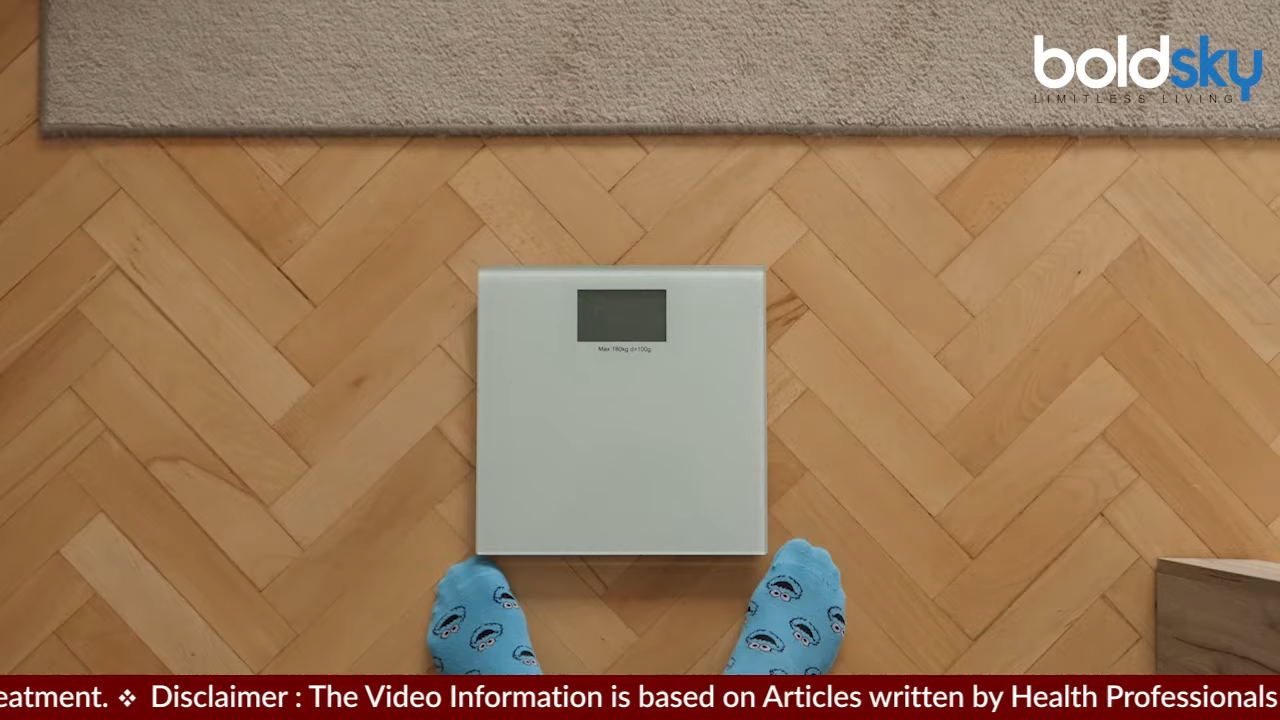 boldsky
LIMITLESS LIVING
Max 180kg d=100g
eatment. ❖ Disclaimer : The Video Information is based on Articles written by Health Professionals